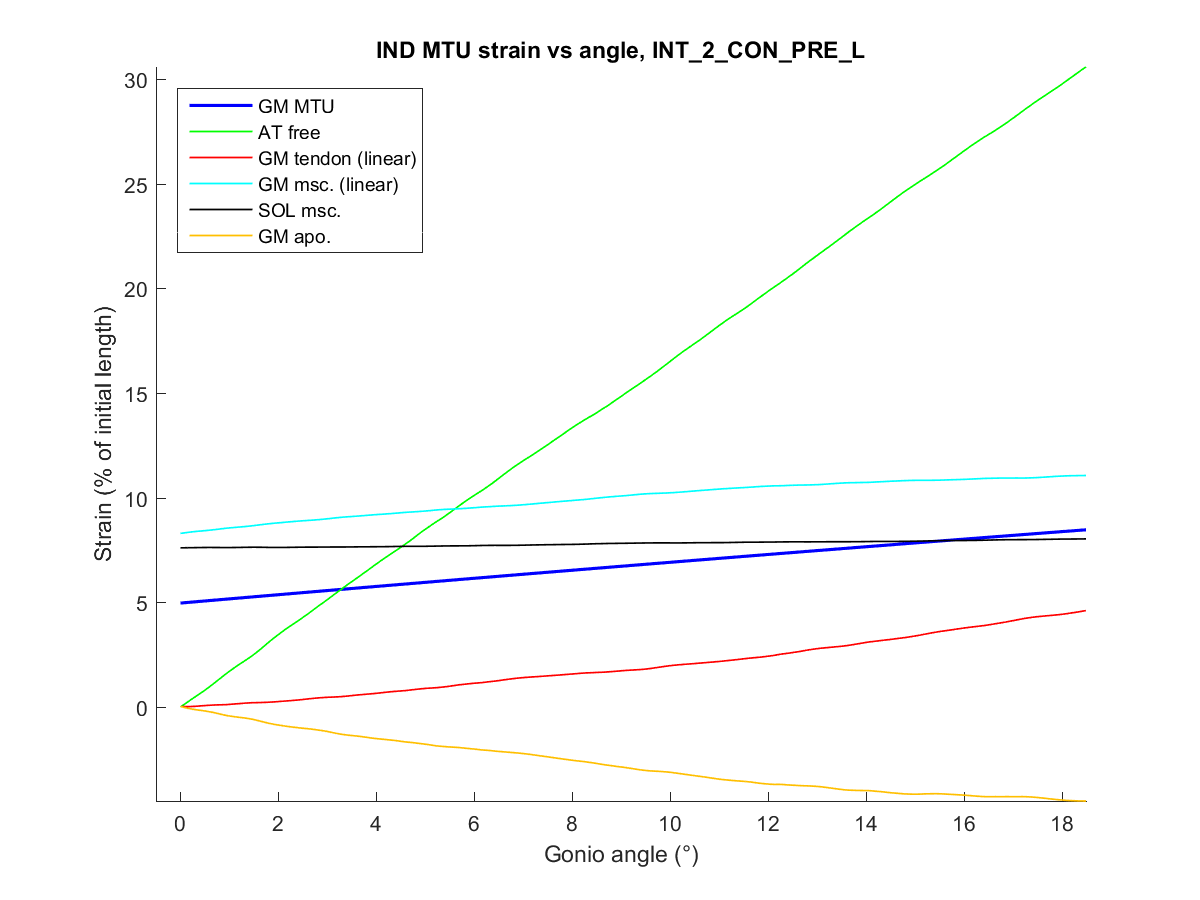 IND MTU strain vs angle, INT_2_CON_PRE_L
GM MTU
AT free
GM tendon (linear)
GM msc. (linear)
SOL msc.
GM apo.
Strain (% of initial length)
30
25
20
15
10
5
0
0 2 4 6 8 10 12 14 16 18
Gonio angle (°)